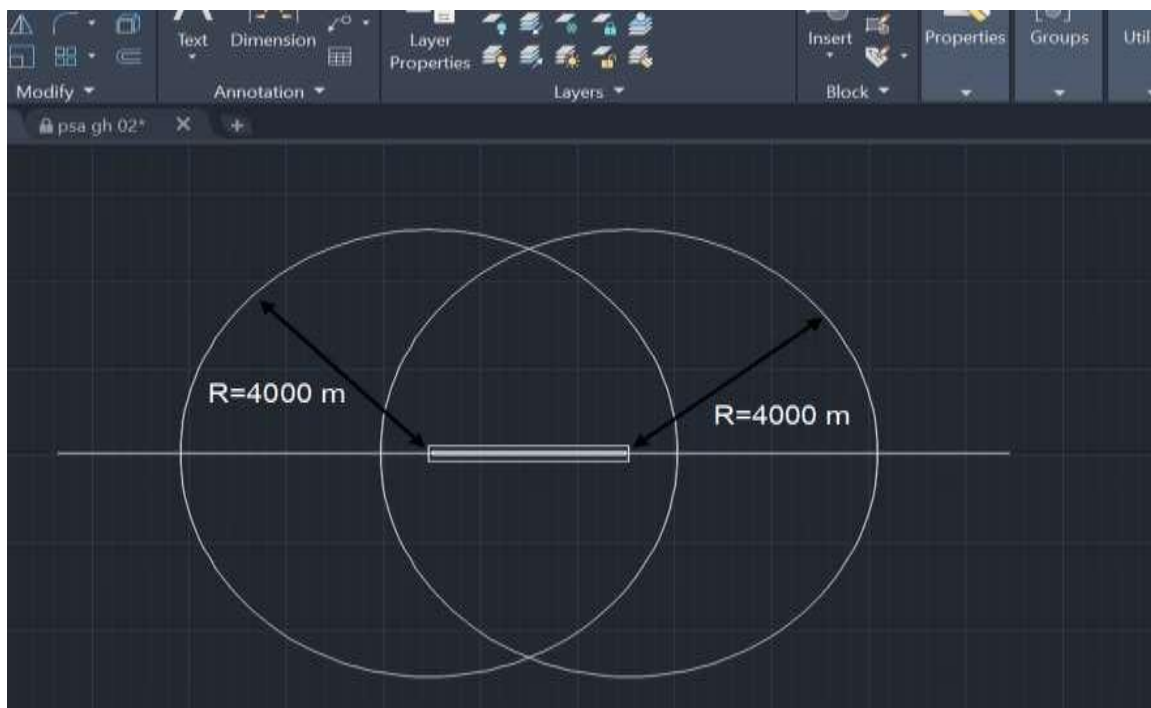 Text
Dimension
Layer
Properties
Insert
Properties
Groups
Util
Modify
Annotation
Layers
Block
psa gh 02*
R=4000 m
R=4000 m